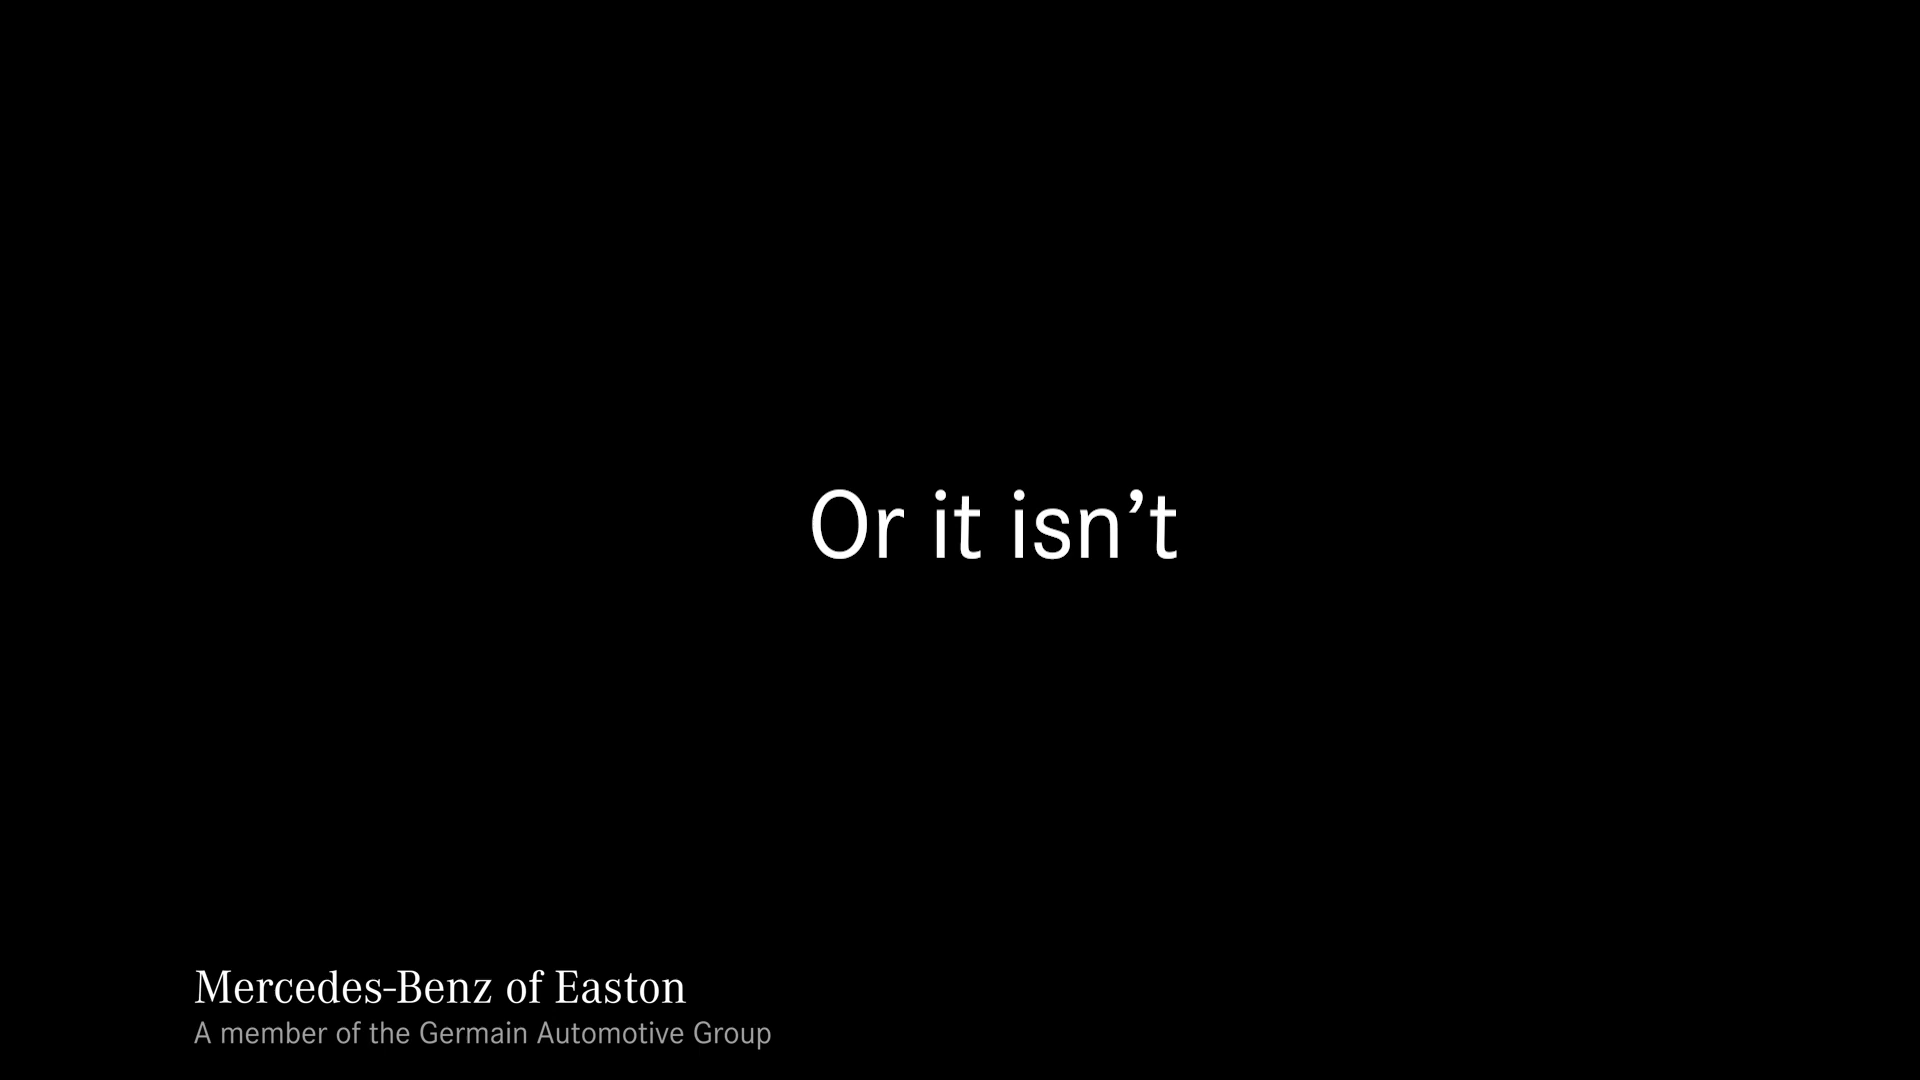 Or it isn’t
Mercedes-Benz of Easton
A member of the Germain Automotive Group